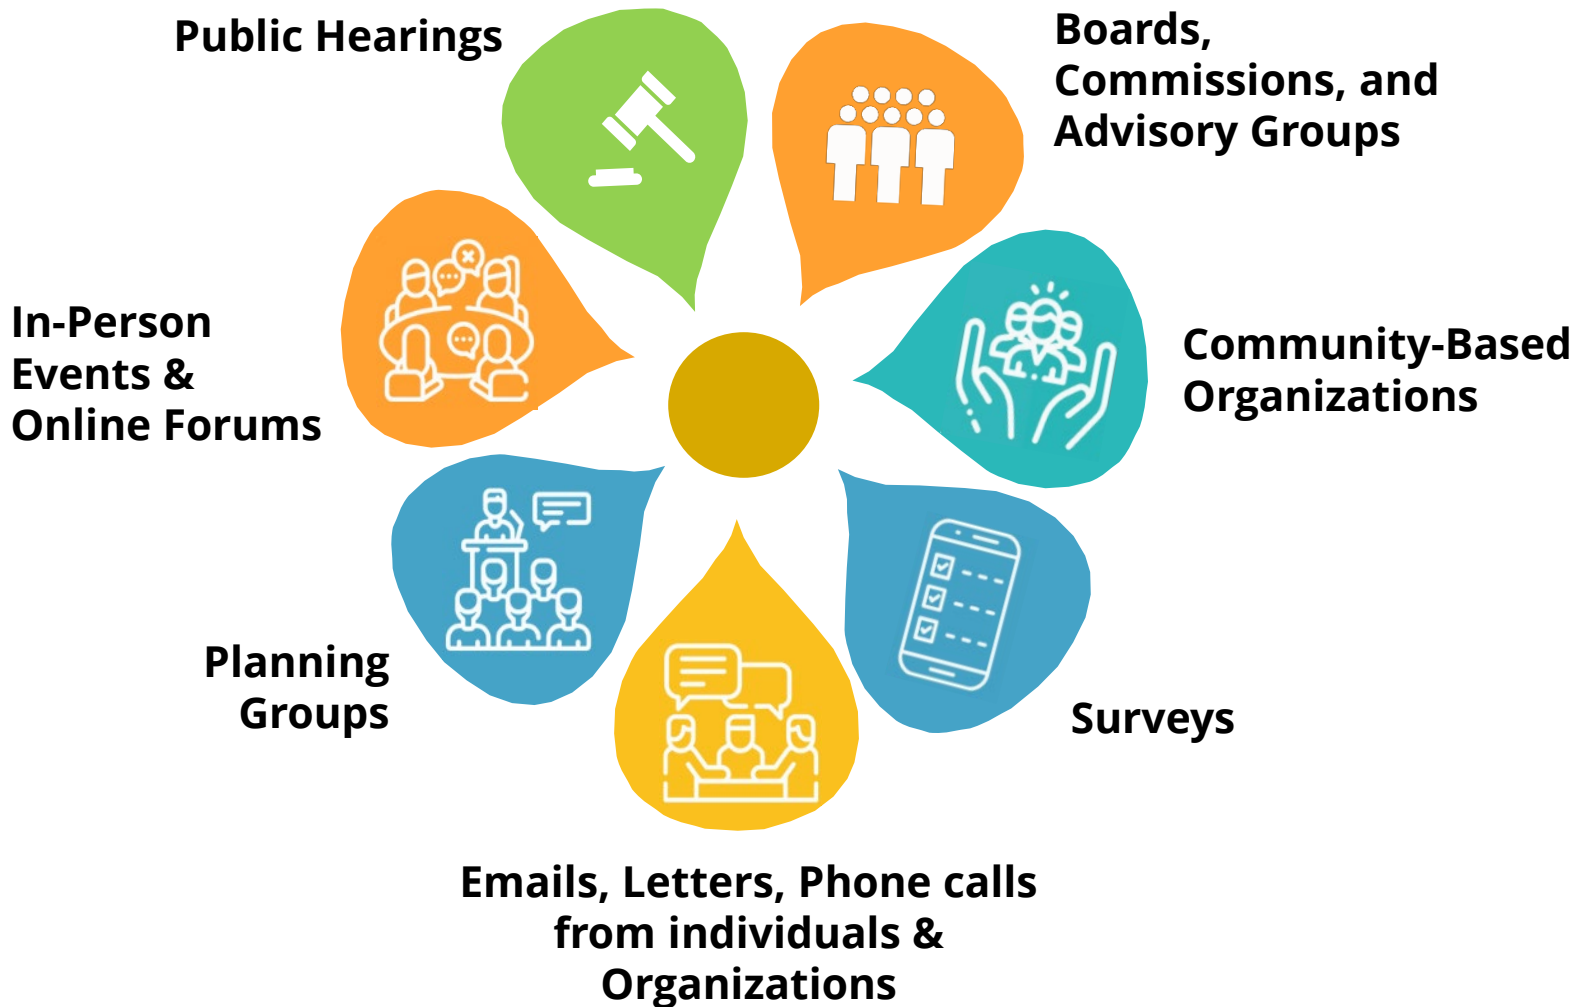 Public Hearings
Boards,
Commissions, and
Advisory Groups
In-Person
Events &
Online Forums
Community-Based
Organizations
Planning
Groups
Surveys
Emails, Letters, Phone calls
from individuals &
Organizations